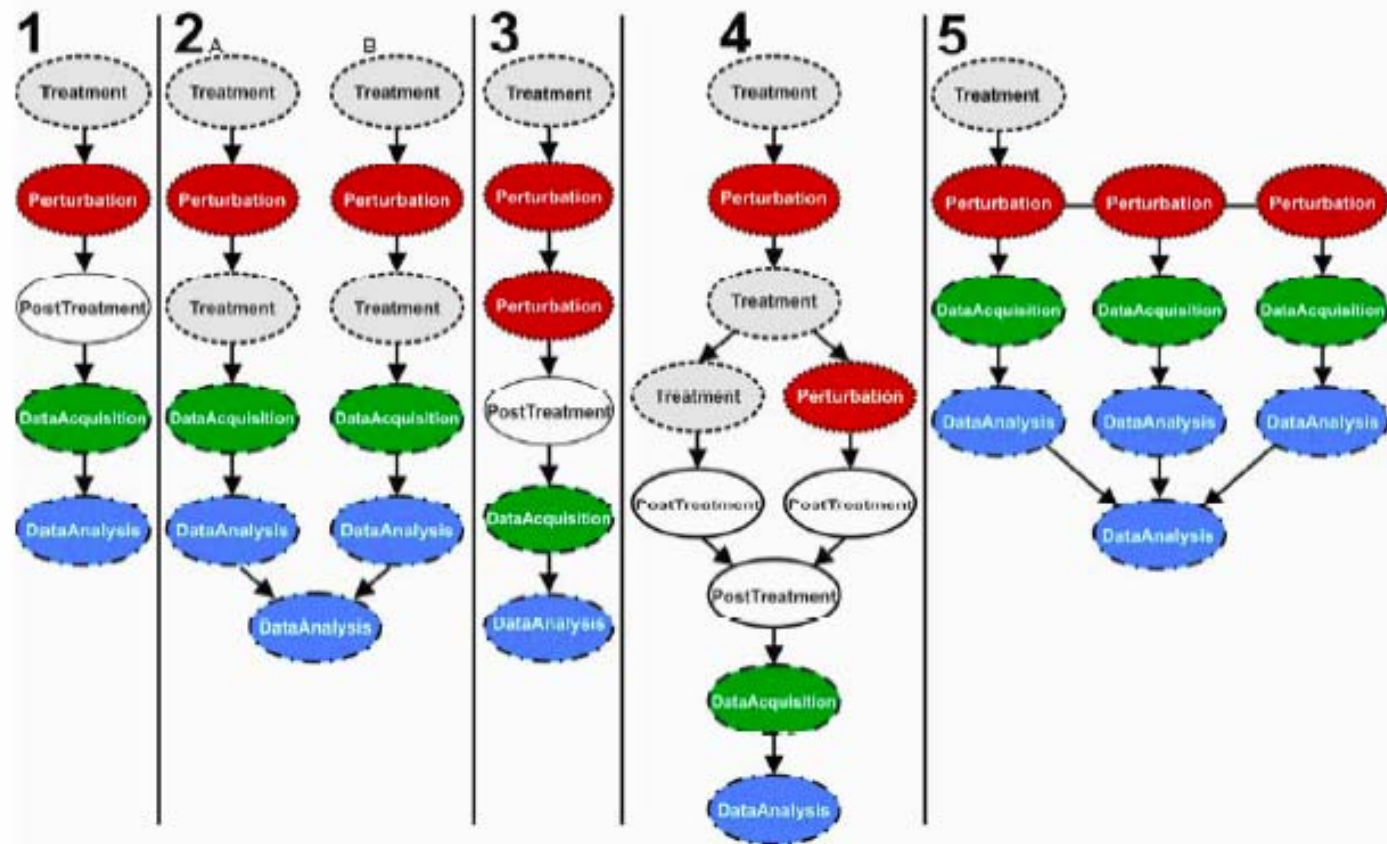 1
Treatment
Perturbation
PostTreatment
DataAcquisition
DataAnalysis
2
A
B
Treatment
Treatment
Perturbation
Perturbation
Treatment
Treatment
DataAcquisition
DataAcquisition
DataAnalysis
DataAnalysis
DataAnalysis
3
Treatment
Perturbation
Perturbation
PostTreatment
DataAcquisition
DataAnalysis
4
Treatment
Perturbation
Treatment
Treatment
Perturbation
PostTreatment
PostTreatment
PostTreatment
DataAcquisition
DataAnalysis
5
Treatment
Perturbation
Perturbation
Perturbation
DataAcquisition
DataAcquisition
DataAcquisition
DataAnalysis
DataAnalysis
DataAnalysis
DataAnalysis